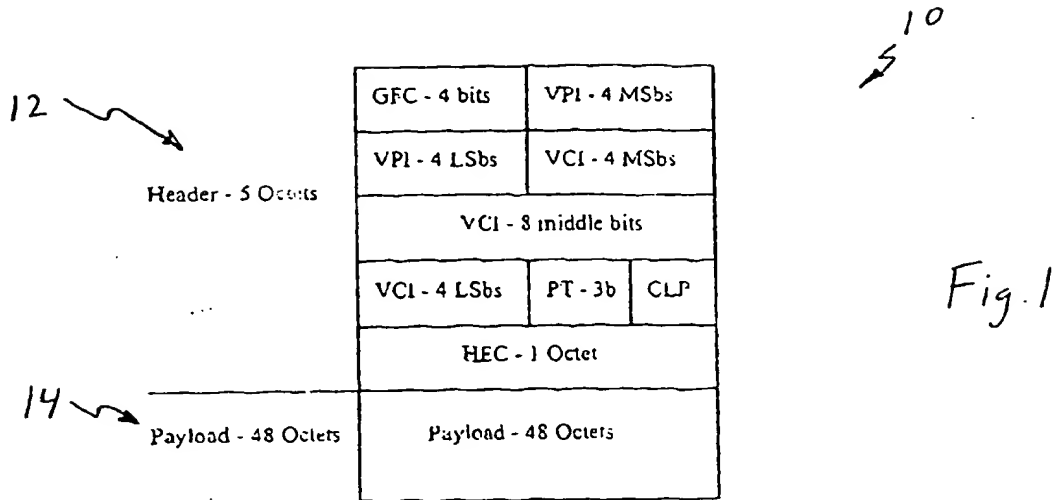 10
12
GFC - 4 bits VPI - 4 MSbs
VPI - 4 LSbs VCI - 4 MSbs
Header - 5 Octets
VCI - 8 middle bits
VCI - 4 LSbs PT - 3b CLP
Fig. 1
HEC - 1 Octet
14
Payload - 48 Octets Payload - 48 Octets